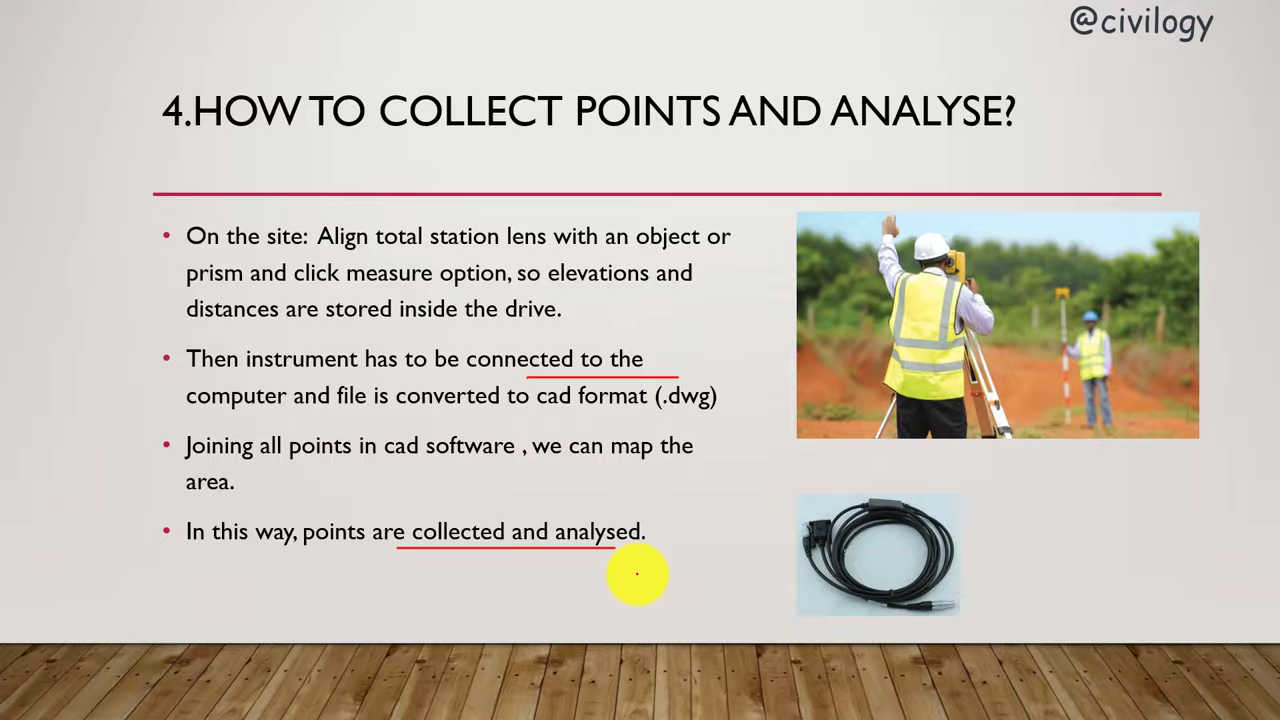 @civilogy
4.HOW TO COLLECT POINTS AND ANALYSE?
• On the site: Align total station lens with an object or
prism and click measure option, so elevations and
distances are stored inside the drive.
• Then instrument has to be connected to the
computer and file is converted to cad format (.dwg)
• Joining all points in cad software , we can map the
area.
• In this way, points are collected and analysed.